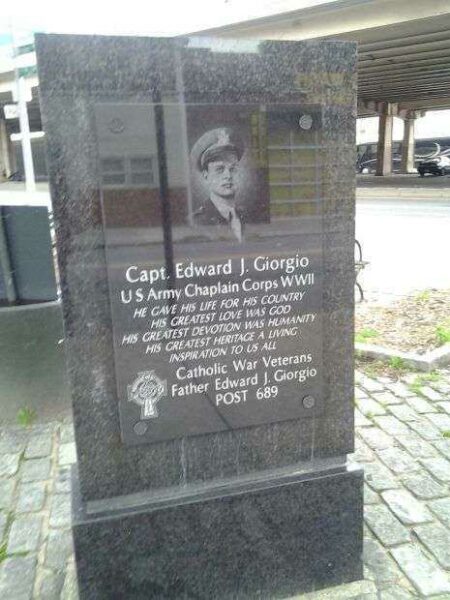 Capt. Edward J. Giorgio
US Army Chaplain Corps WWII
HE GAVE HIS LIFE FOR HIS COUNTRY
HIS GREATEST LOVE WAS GOD
HIS GREATEST DEVOTION WAS HUMANITY
HIS GREATEST HERITAGE A LIVING
INSPIRATION TO US ALL
Catholic War Veterans
Father Edward J. Giorgio
POST 689